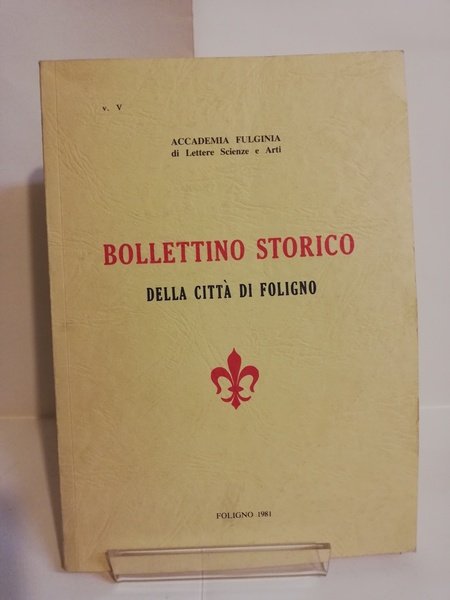 v. V
ACCADEMIA FULGINIA
di Lettere Scienze e Arti
BOLLETTINO STORICO
DELLA CITTÀ DI FOLIGNO
FOLIGNO 1981